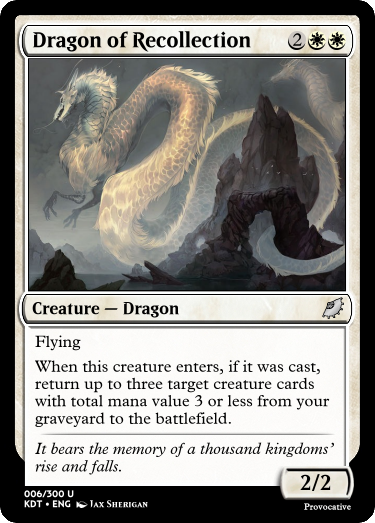 Dragon of Recollection 2
Creature — Dragon
Flying
When this creature enters, if it was cast,
return up to three target creature cards
with total mana value 3 or less from your
graveyard to the battlefield.
It bears the memory of a thousand kingdoms'
rise and falls.
2/2
006/300 U
KDT • ENG Jax Sherigan
Provocative